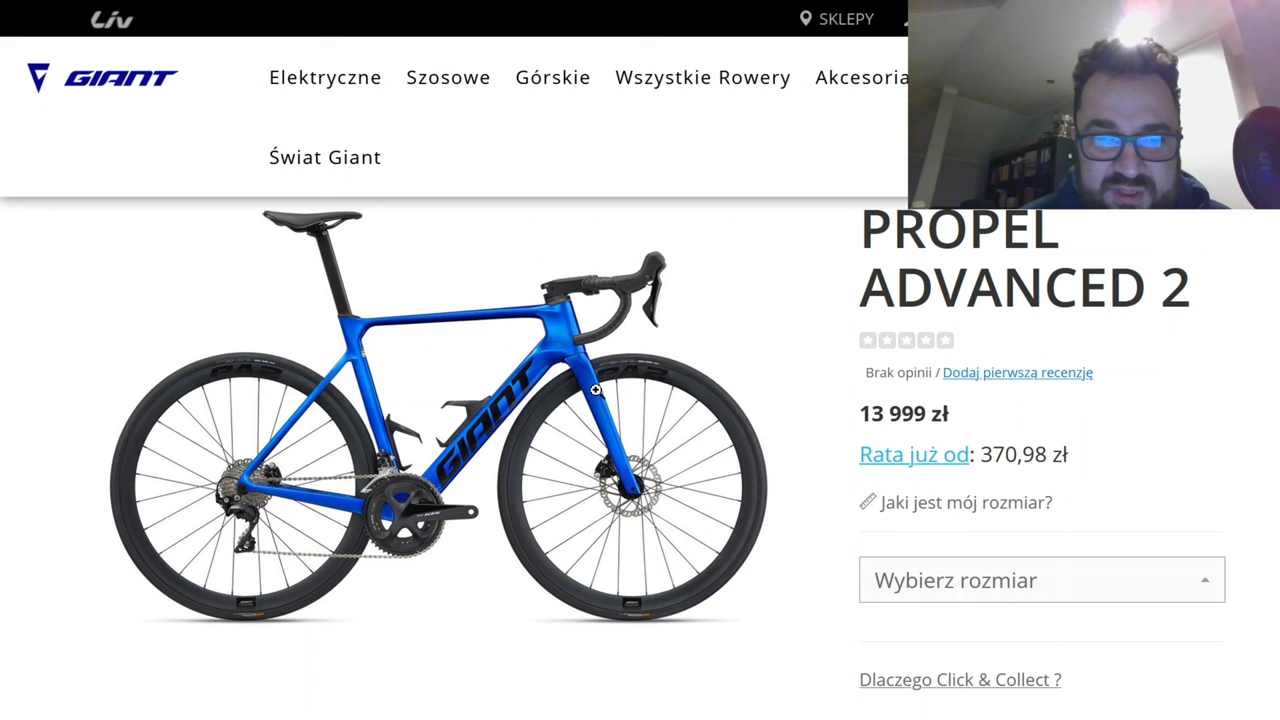 Liv
SKLEPY
GIANT
Elektryczne Szosowe Górskie Wszystkie Rowery Akcesoria
Świat Giant
PROPEL
ADVANCED 2
Brak opinii / Dodaj pierwszą recenzję
13 999 zł
Rata już od: 370,98 zł
Jaki jest mój rozmiar?
Wybierz rozmiar
Dlaczego Click & Collect ?
GIANT